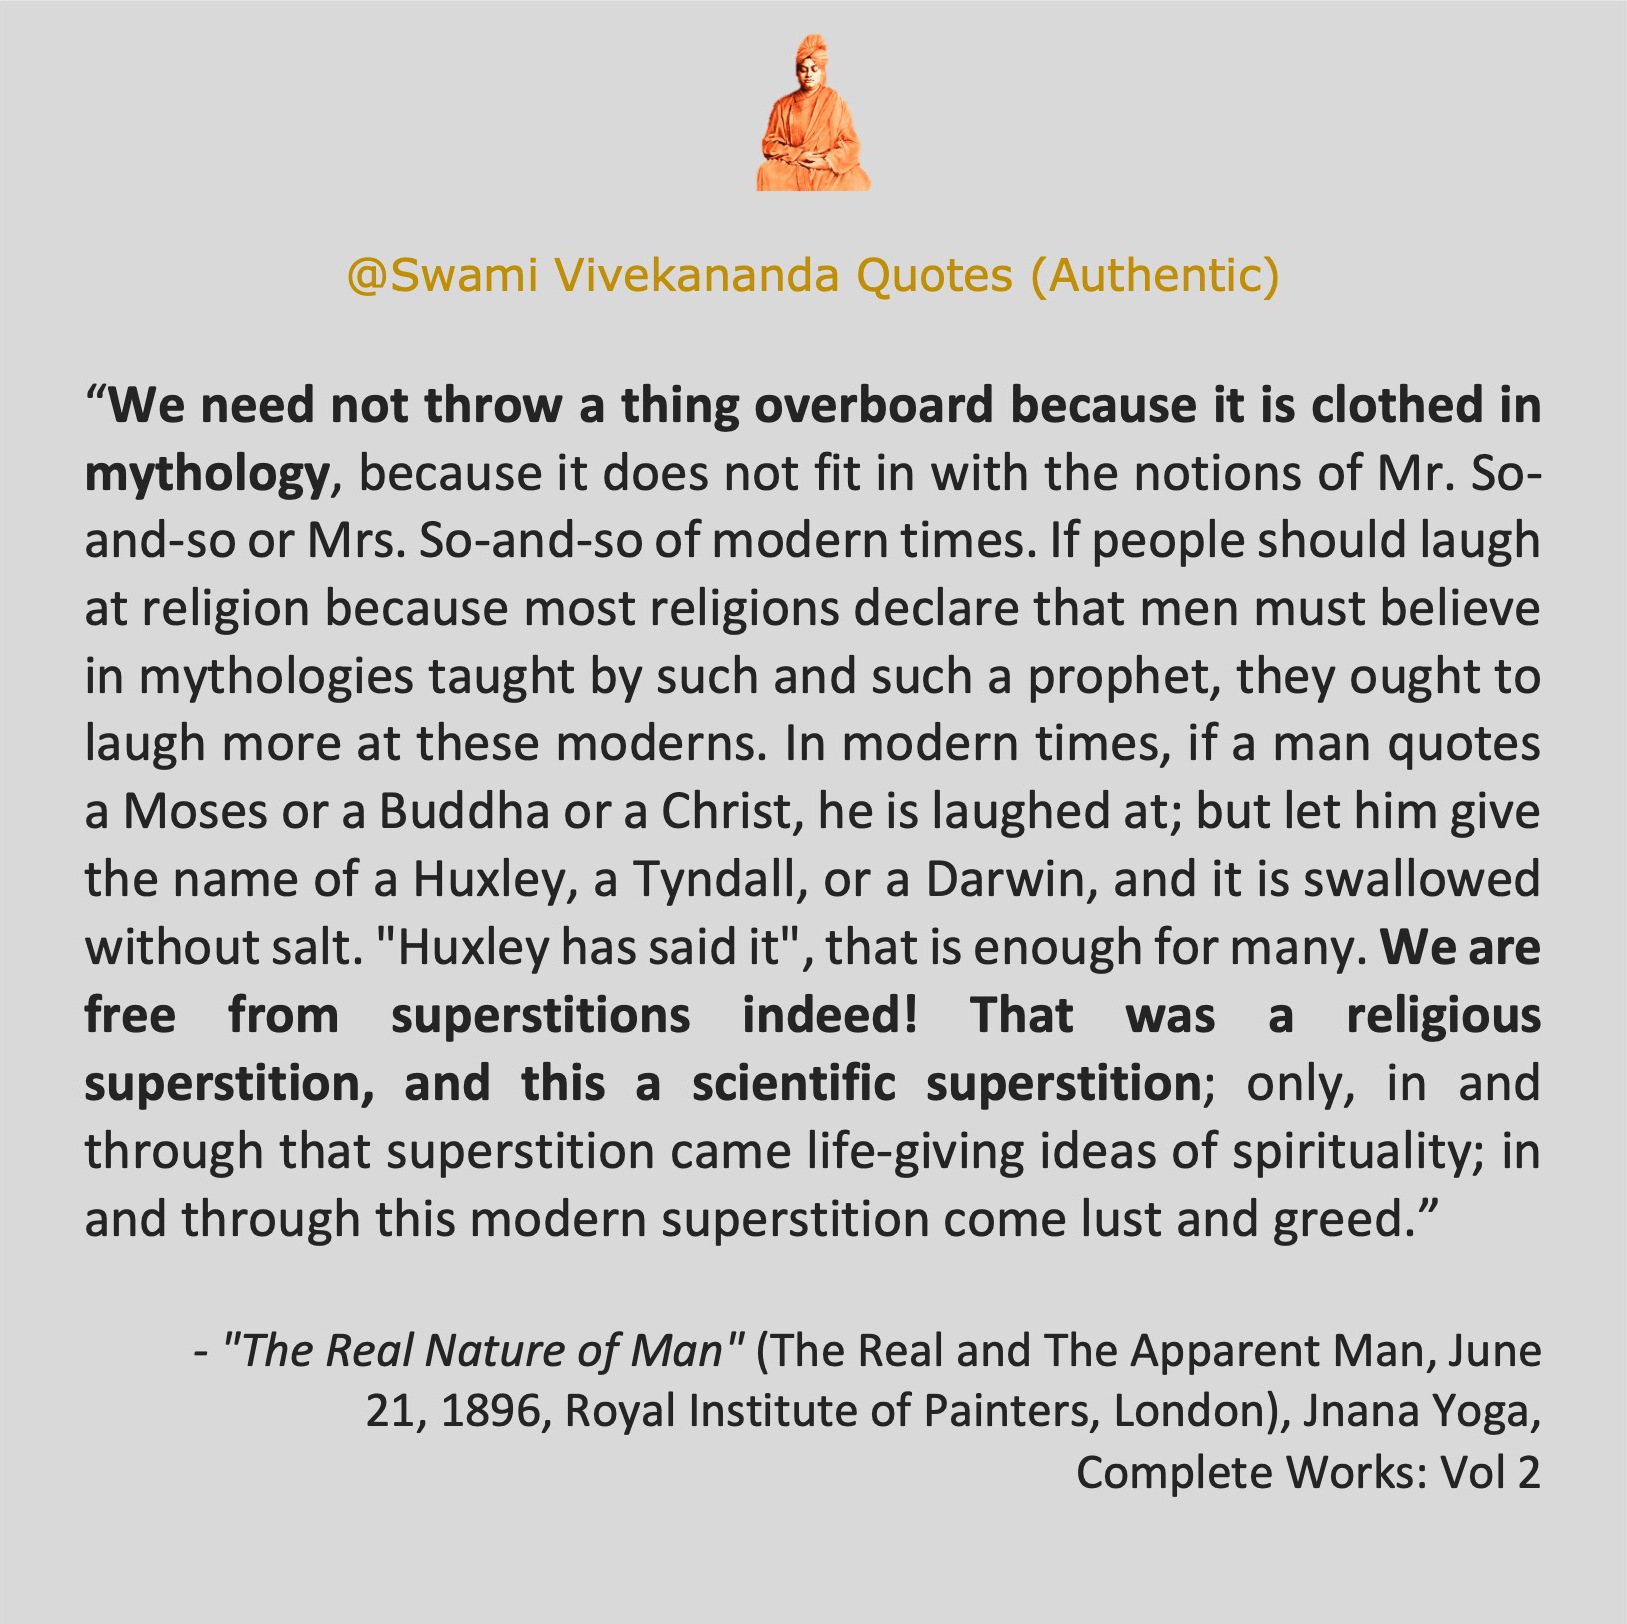 @Swami Vivekananda Quotes (Authentic)
“We need not throw a thing overboard because it is clothed in
mythology, because it does not fit in with the notions of Mr. So-
and-so or Mrs. So-and-so of modern times. If people should laugh
at religion because most religions declare that men must believe
in mythologies taught by such and such a prophet, they ought to
laugh more at these moderns. In modern times, if a man quotes
a Moses or a Buddha or a Christ, he is laughed at; but let him give
the name of a Huxley, a Tyndall, or a Darwin, and it is swallowed
without salt. "Huxley has said it", that is enough for many. We are
free from superstitions indeed! That was a religious
superstition, and this a scientific superstition; only, in and
through that superstition came life-giving ideas of spirituality; in
and through this modern superstition come lust and greed.”
- "The Real Nature of Man" (The Real and The Apparent Man, June
21, 1896, Royal Institute of Painters, London), Jnana Yoga,
Complete Works: Vol 2